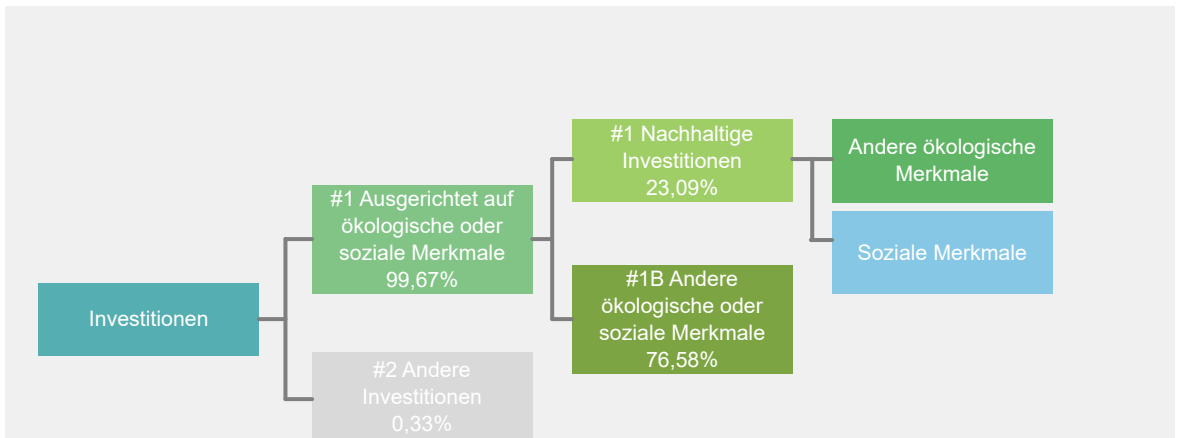 Investitionen
#1 Ausgerichtet auf
ökologische oder
soziale Merkmale
99,67%
#2 Andere
Investitionen
0,33%
#1 Nachhaltige
Investitionen
23,09%
#1B Andere
ökologische oder
soziale Merkmale
76,58%
Andere ökologische
Merkmale
Soziale Merkmale